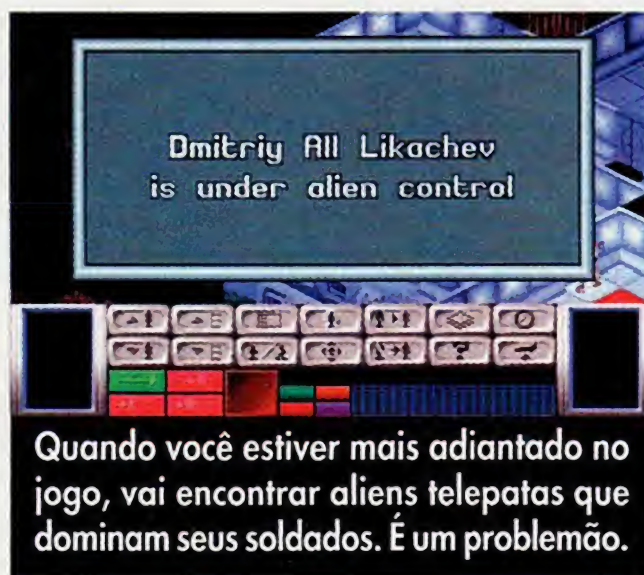 Dmitriy All Likachev
is under alien control
Quando você estiver mais adiantado no
jogo, vai encontrar aliens telepatas que
dominam seus soldados. É um problemão.